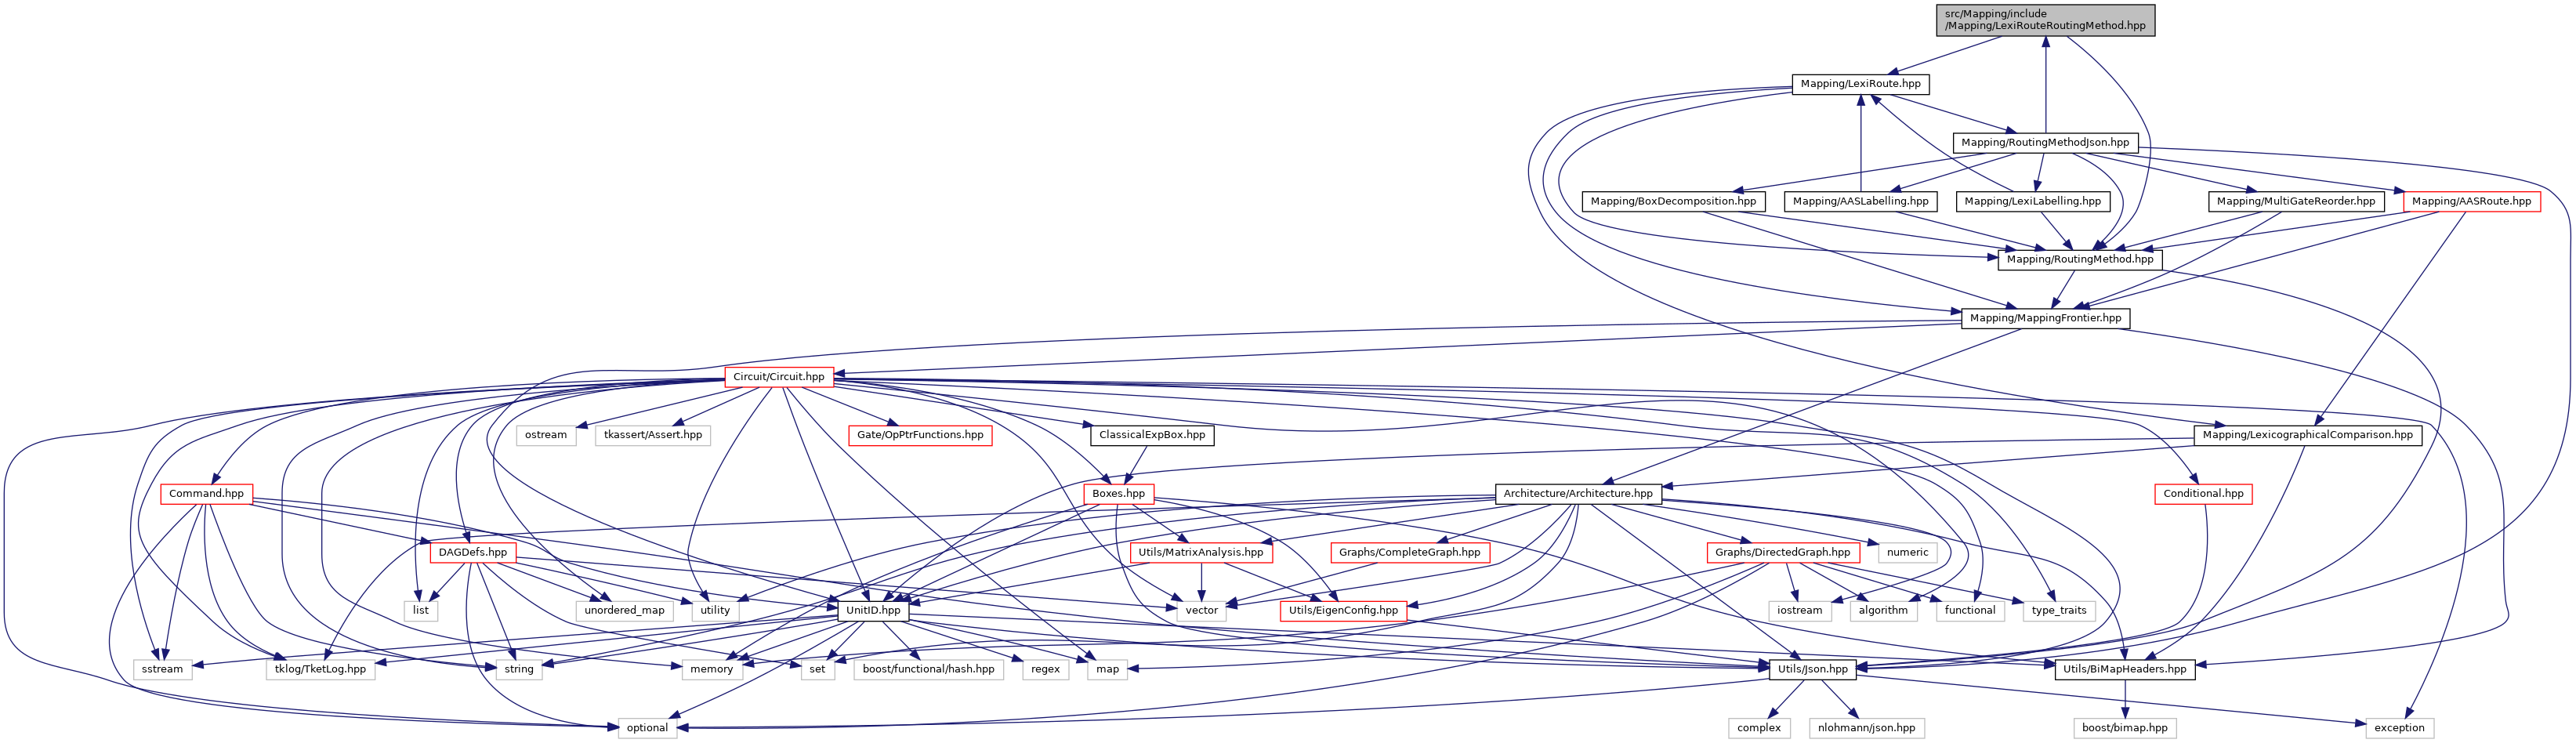 src/Mapping/include
/Mapping/LexiRouteRoutingMethod.hpp
Mapping/LexiRoute.hpp
Mapping/RoutingMethodJson.hpp
Mapping/BoxDecomposition.hpp
Mapping/AASLabelling.hpp
Mapping/LexiLabelling.hpp
Mapping/MultiGateReorder.hpp
Mapping/AASRoute.hpp
Mapping/RoutingMethod.hpp
Mapping/MappingFrontier.hpp
Circuit/Circuit.hpp
ostream
tkassert/Assert.hpp
Gate/OpPtrFunctions.hpp
ClassicalExpBox.hpp
Mapping/LexicographicalComparison.hpp
Command.hpp
Boxes.hpp
Architecture/Architecture.hpp
Conditional.hpp
DAGDefs.hpp
Utils/MatrixAnalysis.hpp
Graphs/CompleteGraph.hpp
Graphs/DirectedGraph.hpp
numeric
list
unordered_map
utility
UnitID.hpp
vector
Utils/EigenConfig.hpp
iostream
algorithm
functional
type_traits
sstream
tklog/TketLog.hpp
string
memory
set
boost/functional/hash.hpp
regex
map
Utils/Json.hpp
Utils/BiMapHeaders.hpp
optional
complex
nlohmann/json.hpp
boost/bimap.hpp
exception